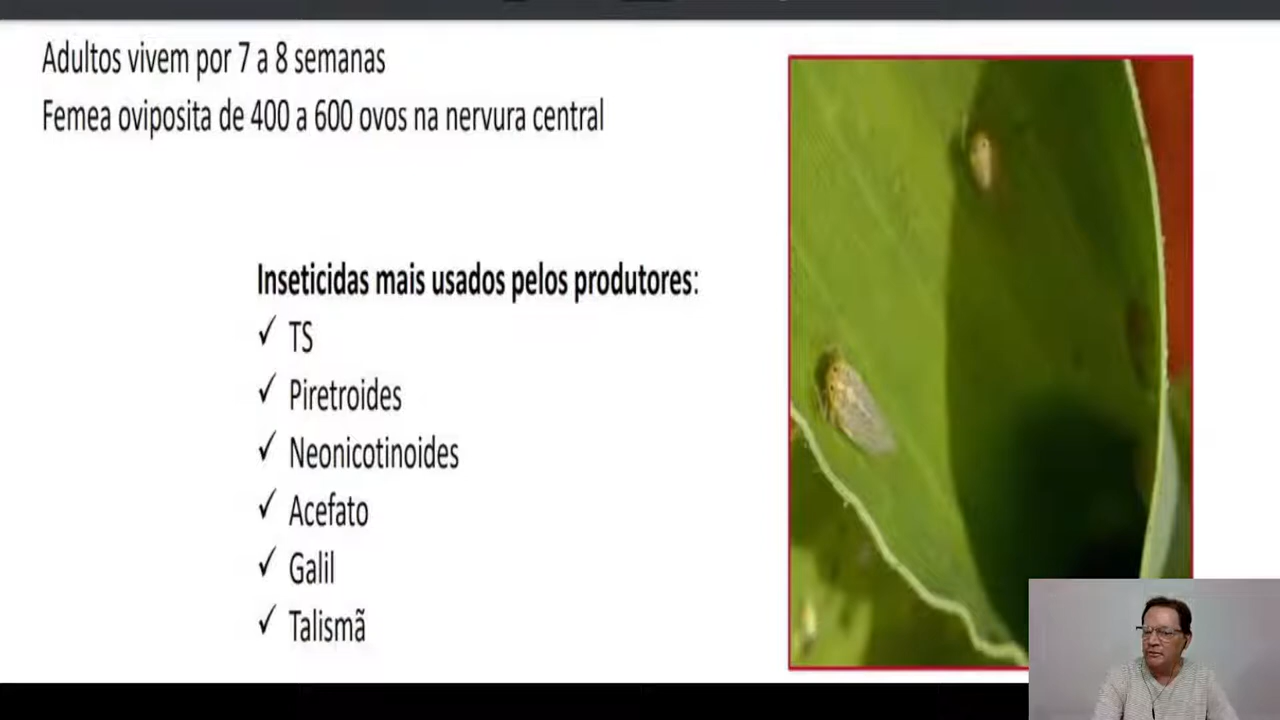 Adultos vivem por 7 a 8 semanas
Femea oviposita de 400 a 600 ovos na nervura central
Inseticidas mais usados pelos produtores:
✓ TS
✓ Piretroides
✓ Neonicotinoides
✓ Acefato
✓ Galil
✓ Talismã